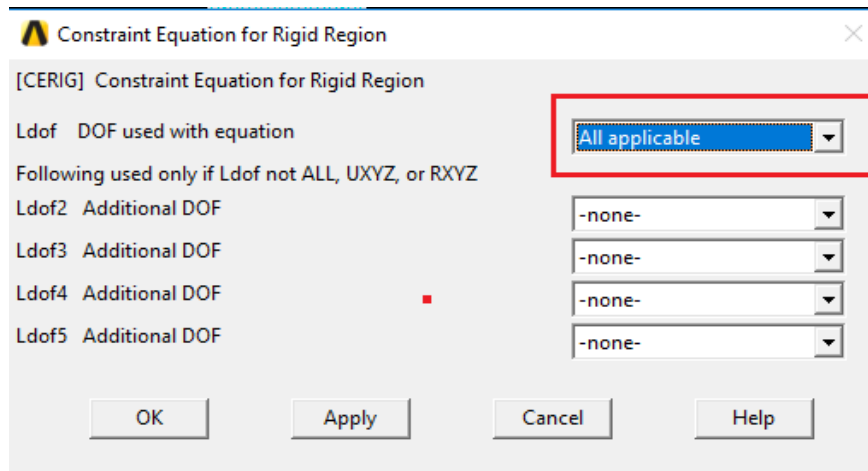 Constraint Equation for Rigid Region
[CERIG] Constraint Equation for Rigid Region
Ldof DOF used with equation All applicable
Following used only if Ldof not ALL, UXYZ, or RXYZ
Ldof2 Additional DOF -none-
Ldof3 Additional DOF -none-
Ldof4 Additional DOF -none-
Ldof5 Additional DOF -none-
OK Apply Cancel Help